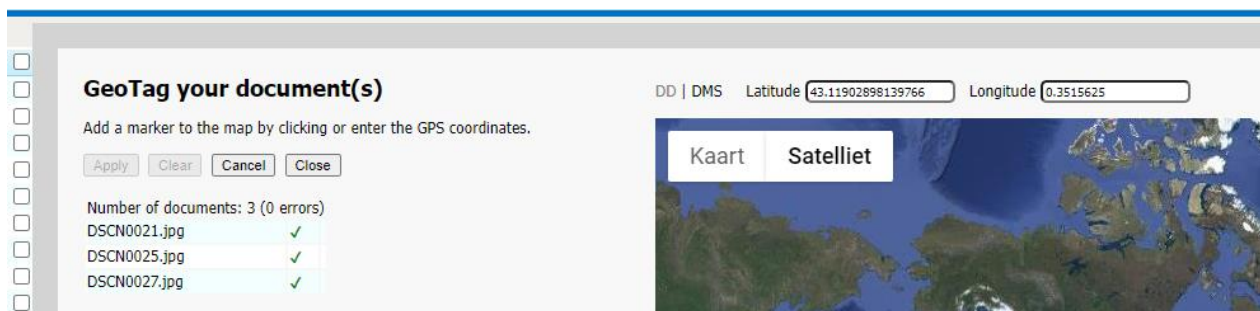 GeoTag your document(s)
Add a marker to the map by clicking or enter the GPS coordinates.
Apply Clear Cancel Close
Number of documents: 3 (0 errors)
DSCN0021.jpg ✓
DSCN0025.jpg ✓
DSCN0027.jpg ✓
DD | DMS Latitude 43.11902898139766 Longitude 0.3515625
Kaart Satelliet